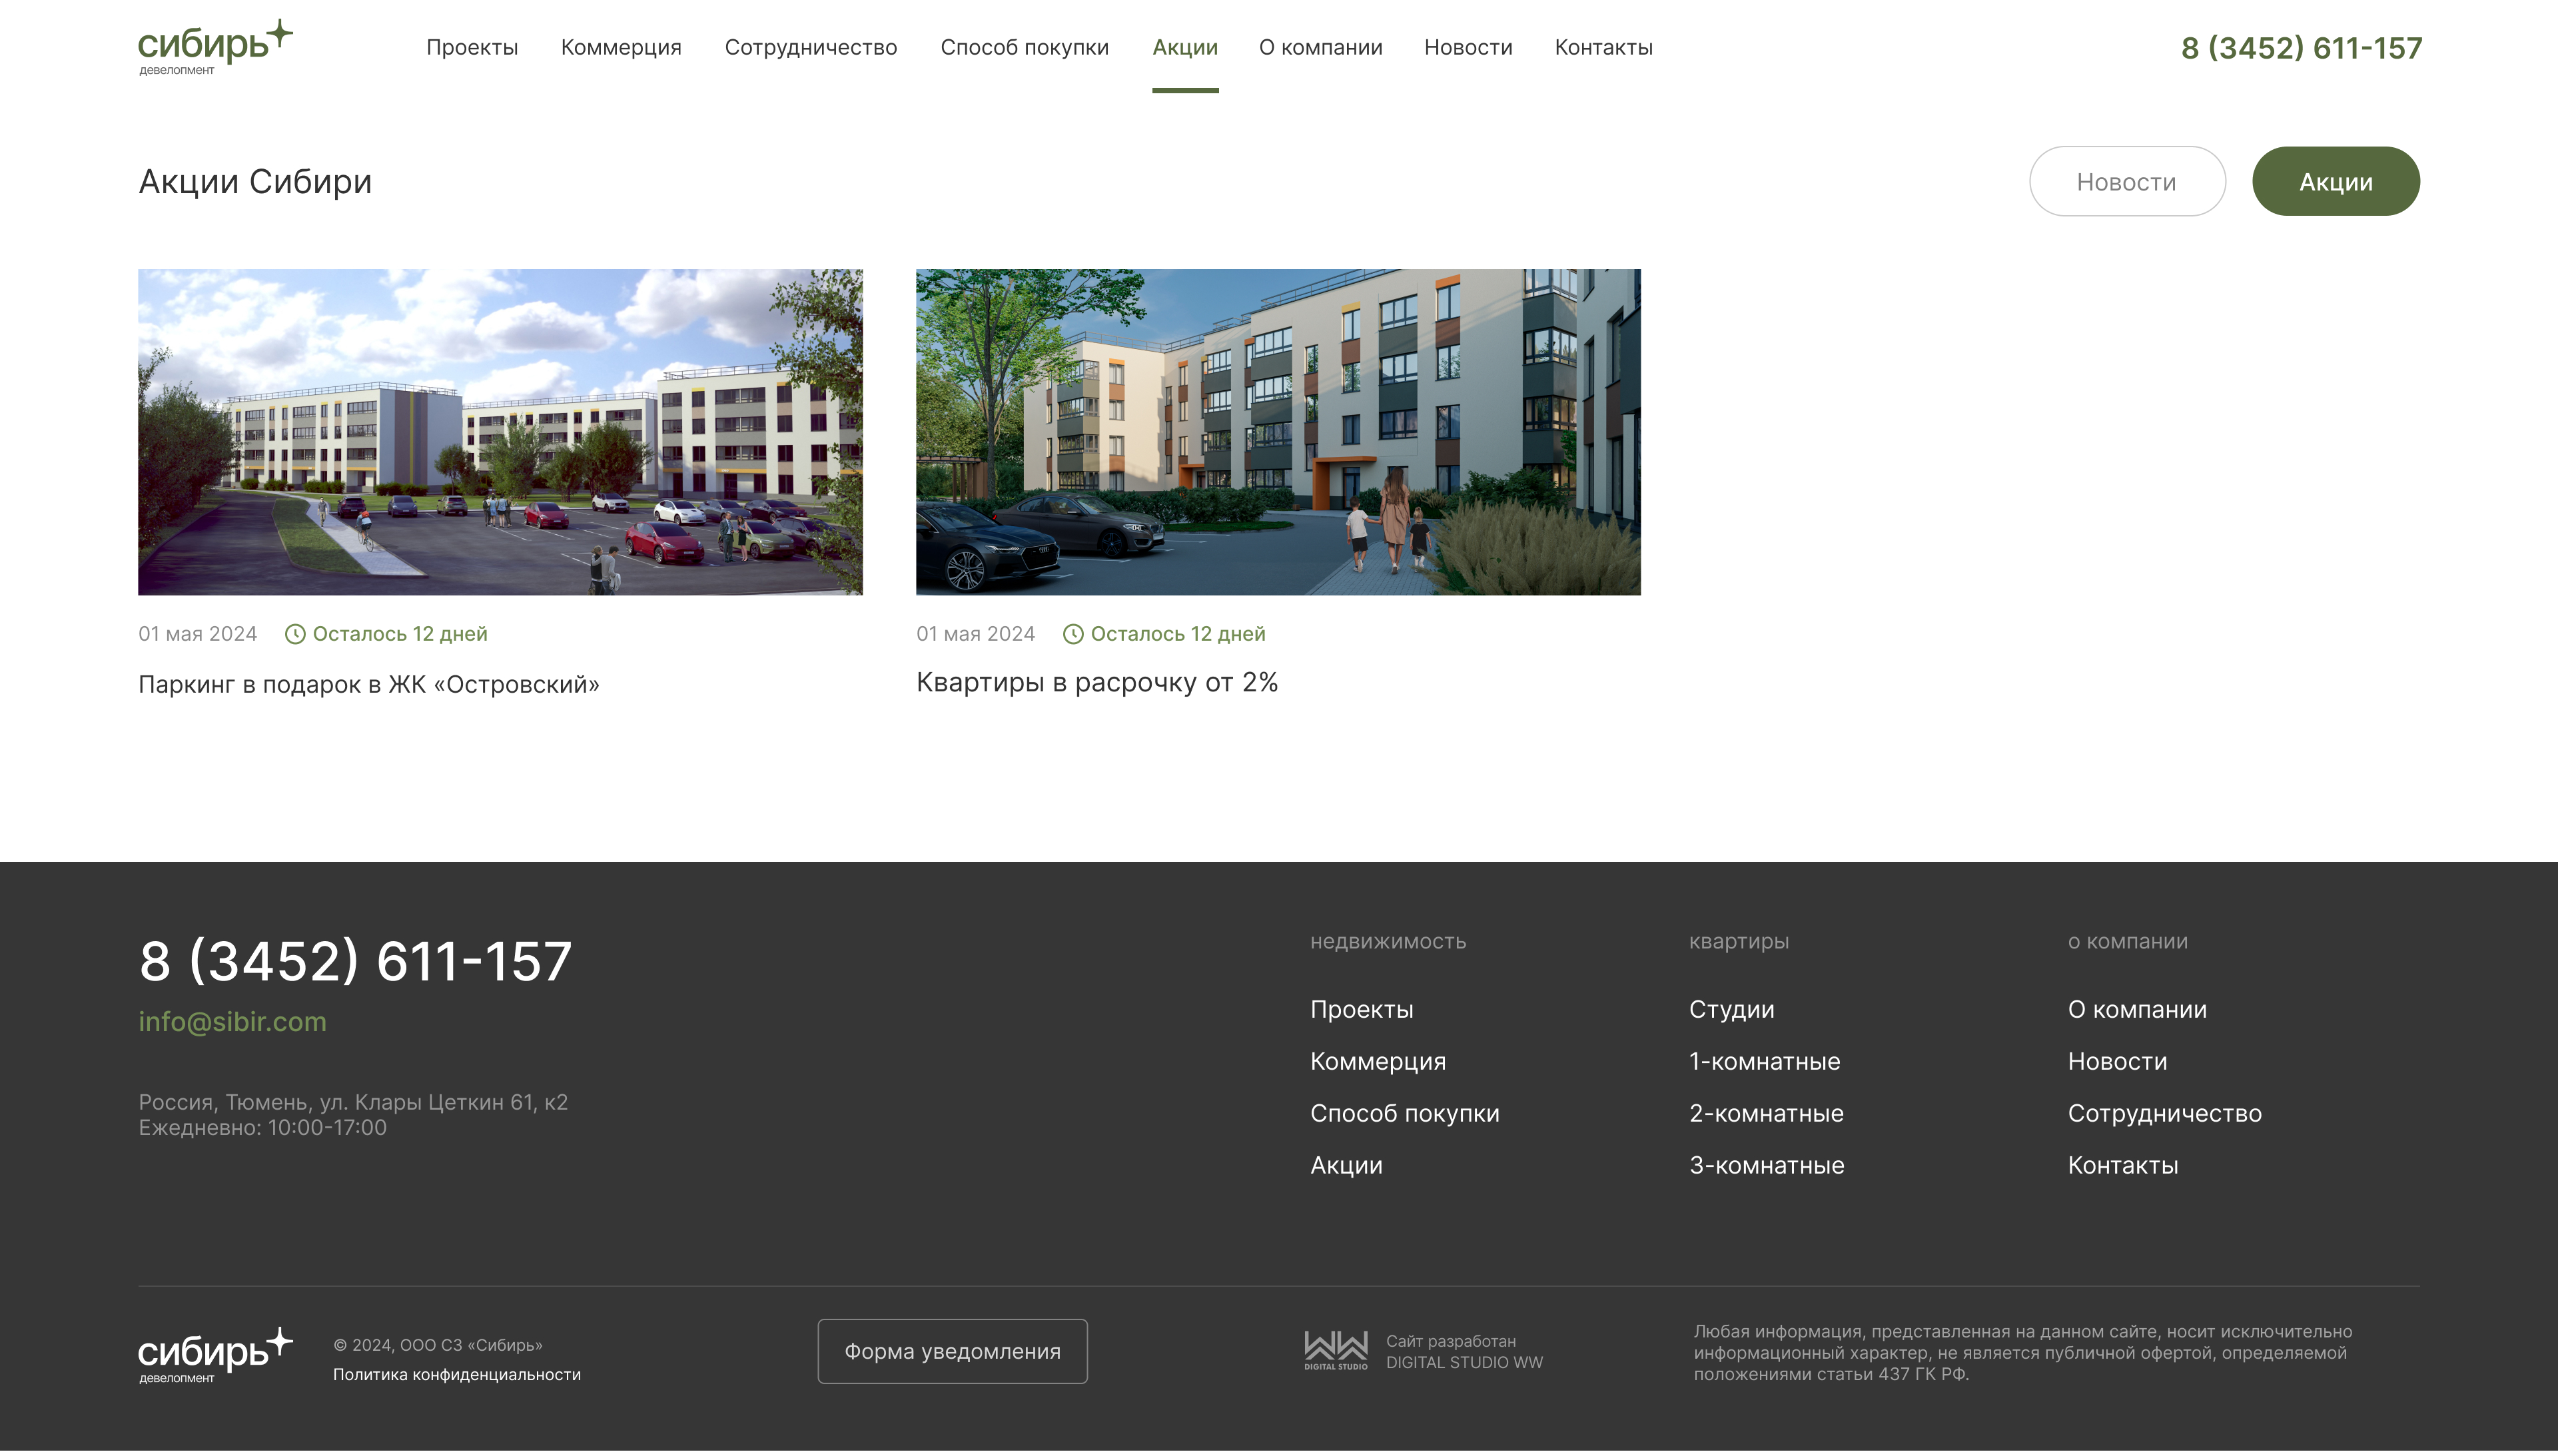 сибирь
девелопмент
Проекты Коммерция Сотрудничество Способ покупки Акции О компании Новости Контакты
8 (3452) 611-157
Акции Сибири
Новости Акции
01 мая 2024 Осталось 12 дней
Паркинг в подарок в ЖК «Островский»
01 мая 2024 Осталось 12 дней
Квартиры в расрочку от 2%
8 (3452) 611-157
info@sibir.com
Россия, Тюмень, ул. Клары Цеткин 61, к2
Ежедневно: 10:00-17:00
недвижимость
Проекты
Коммерция
Способ покупки
Акции
квартиры
Студии
1-комнатные
2-комнатные
3-комнатные
о компании
О компании
Новости
Сотрудничество
Контакты
сибирь
девелопмент
© 2024, ООО СЗ «Сибирь»
Политика конфиденциальности
Форма уведомления
WW
DIGITAL STUDIO
Сайт разработан
DIGITAL STUDIO WW
Любая информация, представленная на данном сайте, носит исключительно
информационный характер, не является публичной офертой, определяемой
положениями статьи 437 ГК РФ.